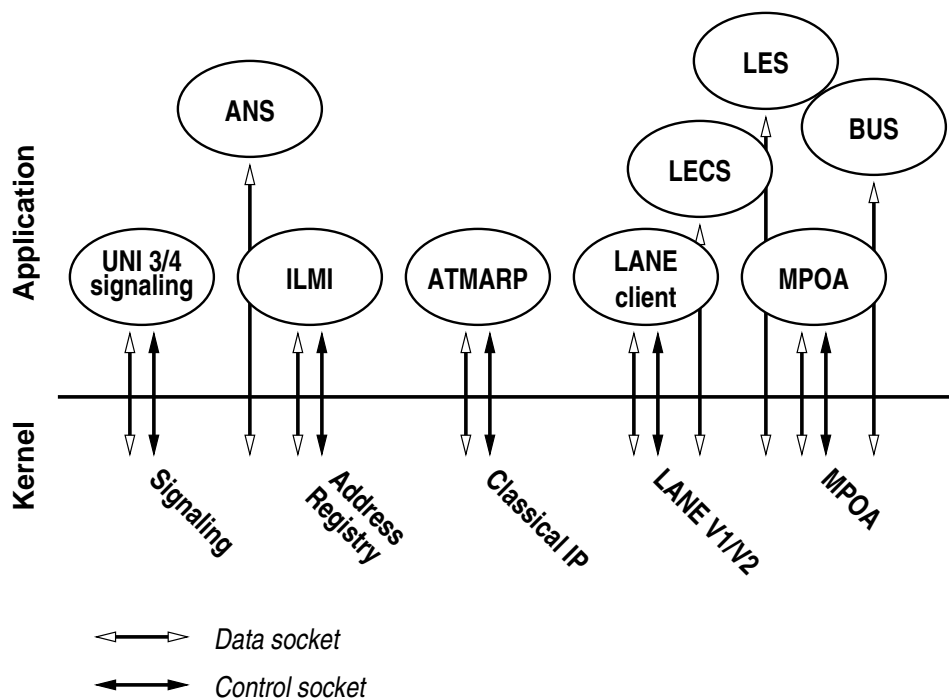 LES
ANS
BUS
LECS
Application
UNI 3/4
signaling
ILMI
ATMARP
LANE
client
MPOA
Kernel
Signaling
Address
Registry
Classical IP
LANE V1/V2
MPOA
Data socket
Control socket